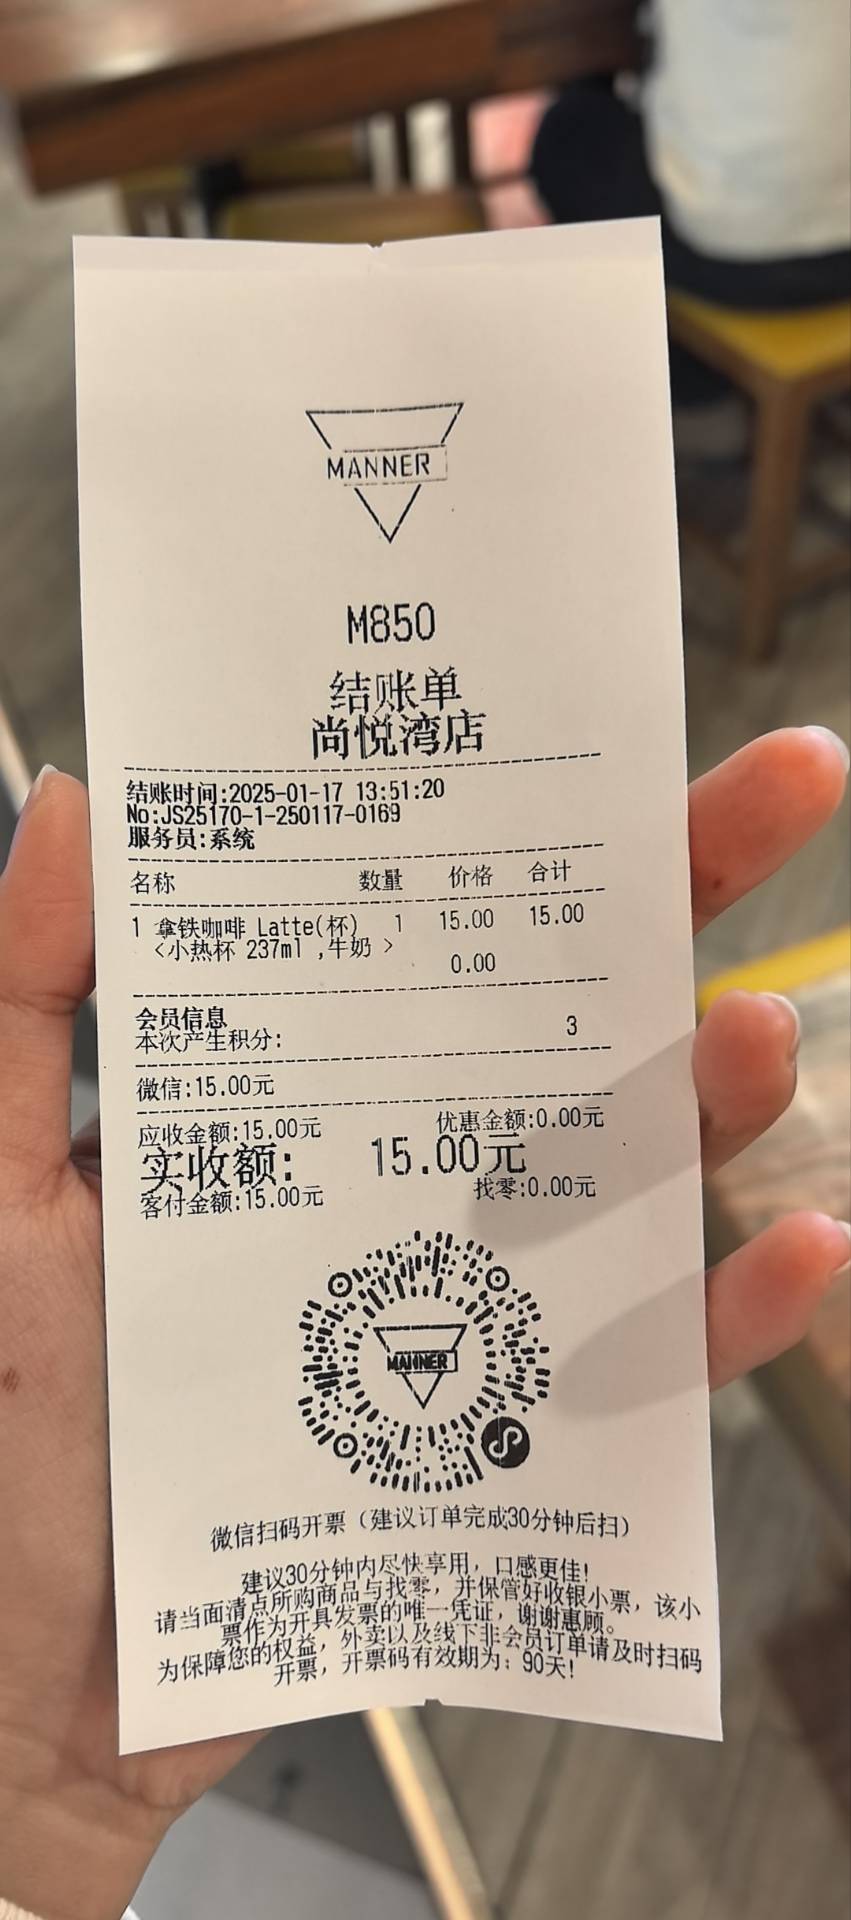 MANNER
M850
结账单
尚悦湾店
结账时间:2025-01-17 13:51:20
No:JS25170-1-250117-0169
服务员:系统
名称 数量 价格 合计
1 拿铁咖啡 Latte(杯) 1 15.00 15.00
<小热杯 237ml ,牛奶 >
0.00
会员信息
本次产生积分: 3
微信:15.00元
应收金额:15.00元 优惠金额:0.00元
实收额: 15.00元
客付金额:15.00元 找零:0.00元
MANNER
微信扫码开票（建议订单完成30分钟后扫）
建议30分钟内尽快享用，口感更佳!
请当面清点所购商品与找零，并保管好收银小票，该小
票作为开具发票的唯一凭证，谢谢惠顾。
为保障您的权益，外卖以及线下非会员订单请及时扫码
开票，开票码有效期为：90天!